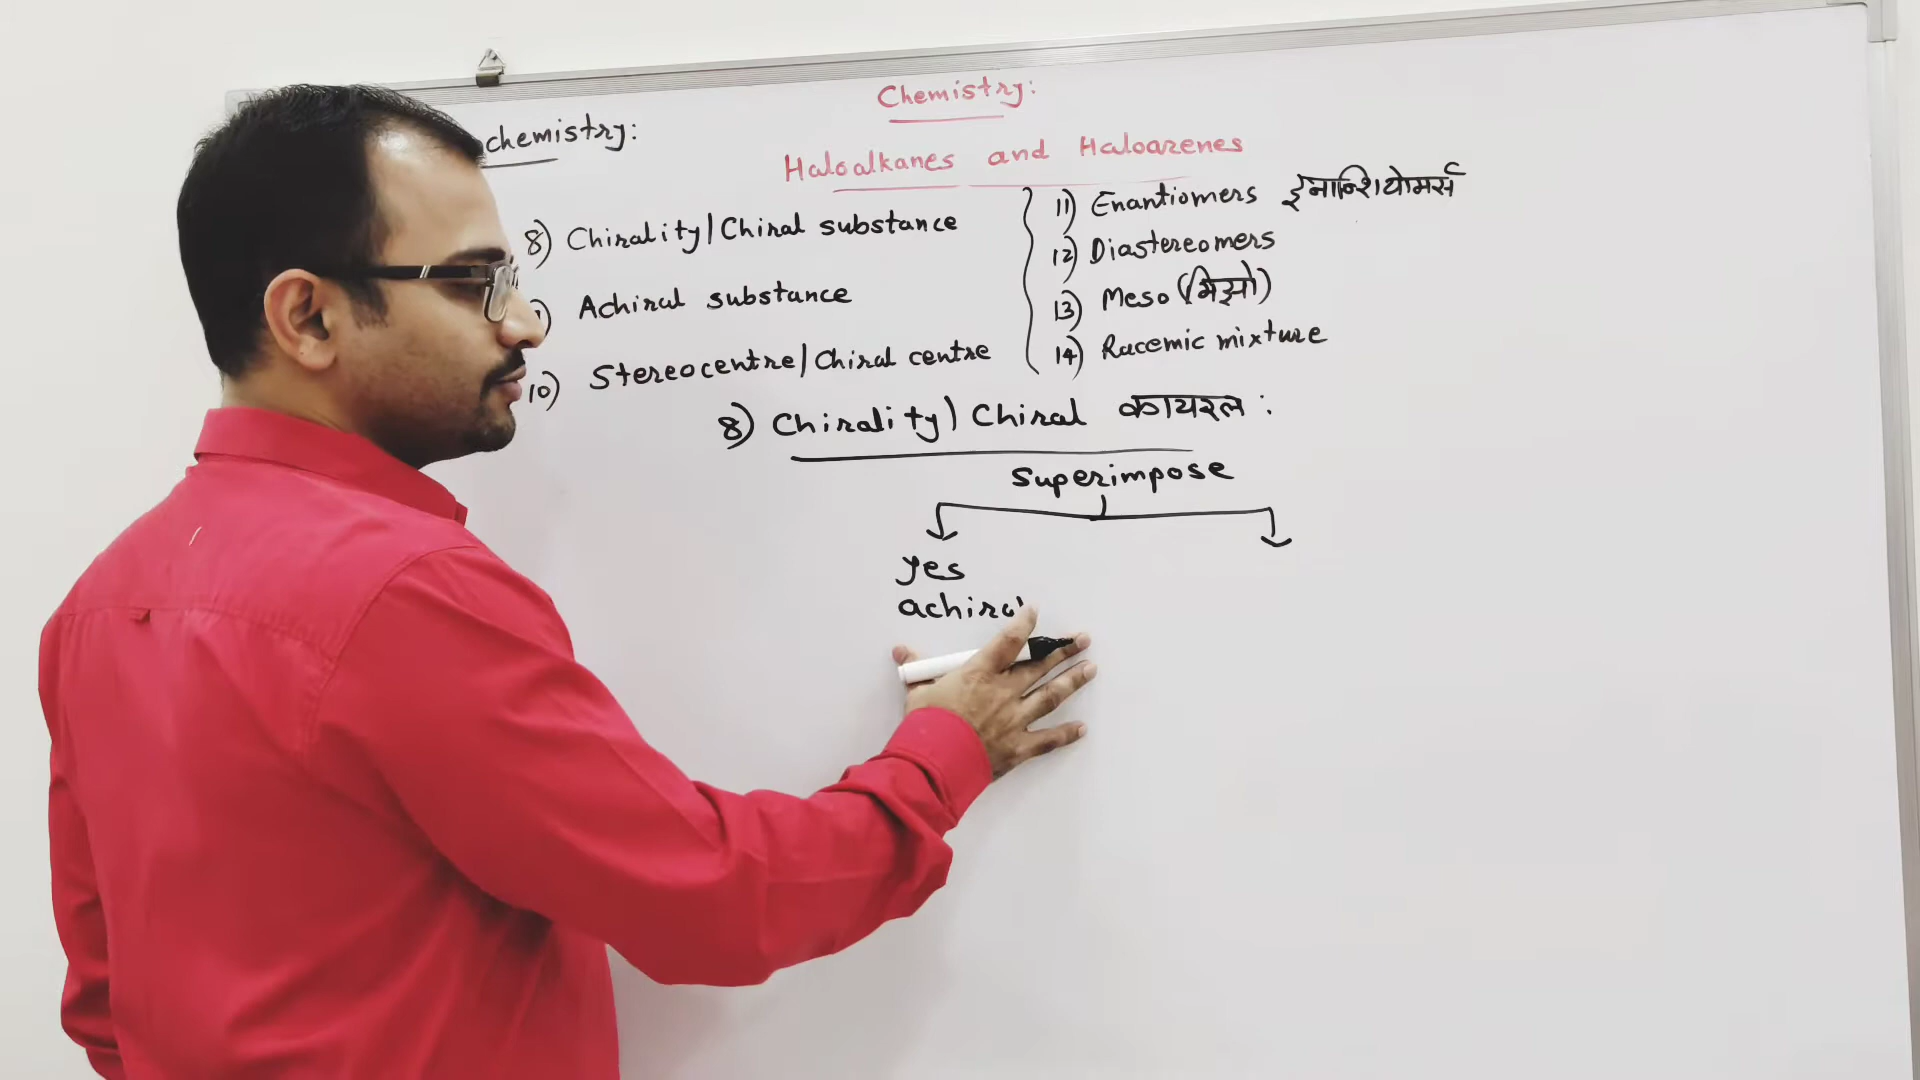 Chemistry:
chemistry:
Haloalkanes and Haloarenes
8) Chirality/Chiral substance
) Achiral substance
10) Stereocentre/Chiral centre
11) Enantiomers इनान्शियोमर्स
12) Diastereomers
13) Meso (मिझो)
14) Racemic mixture
8) Chirality) Chiral कायरल :
Superimpose
yes
achiral